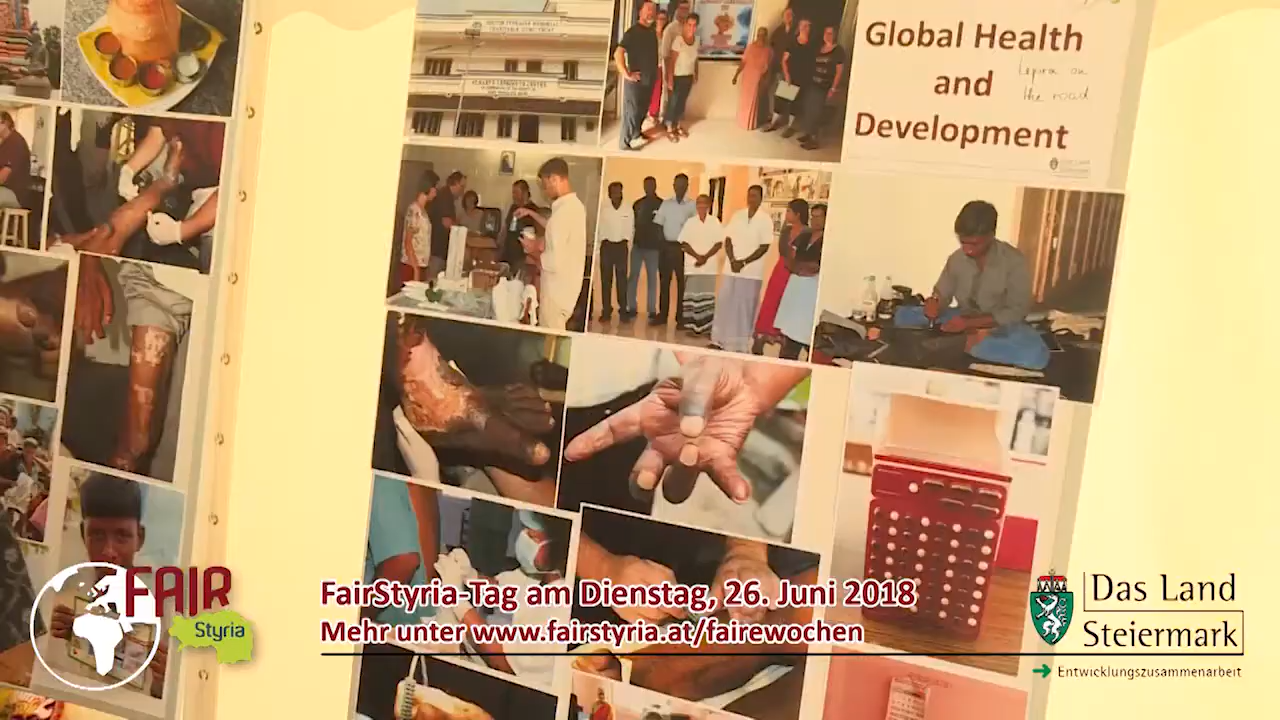 Global Health
and
Development
Lepra on
the road
FAIR
Styria
FairStyria-Tag am Dienstag, 26. Juni 2018
Mehr unter www.fairstyria.at/fairewochen
Das Land
Steiermark
Entwicklungszusammenarbeit